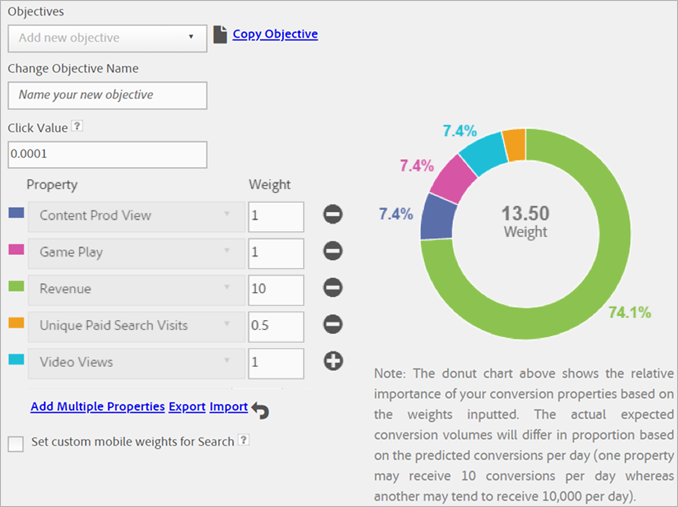 Objectives
Add new objective
Copy Objective
Change Objective Name
Name your new objective
Click Value ?
0.0001
Property Weight
Content Prod View 1
Game Play 1
Revenue 10
Unique Paid Search Visits 0.5
Video Views 1
Add Multiple Properties Export Import
Set custom mobile weights for Search ?
7.4%
7.4%
7.4%
13.50
Weight
74.1%
Note: The donut chart above shows the relative
importance of your conversion properties based on
the weights inputted. The actual expected
conversion volumes will differ in proportion based
on the predicted conversions per day (one property
may receive 10 conversions per day whereas
another may tend to receive 10,000 per day).